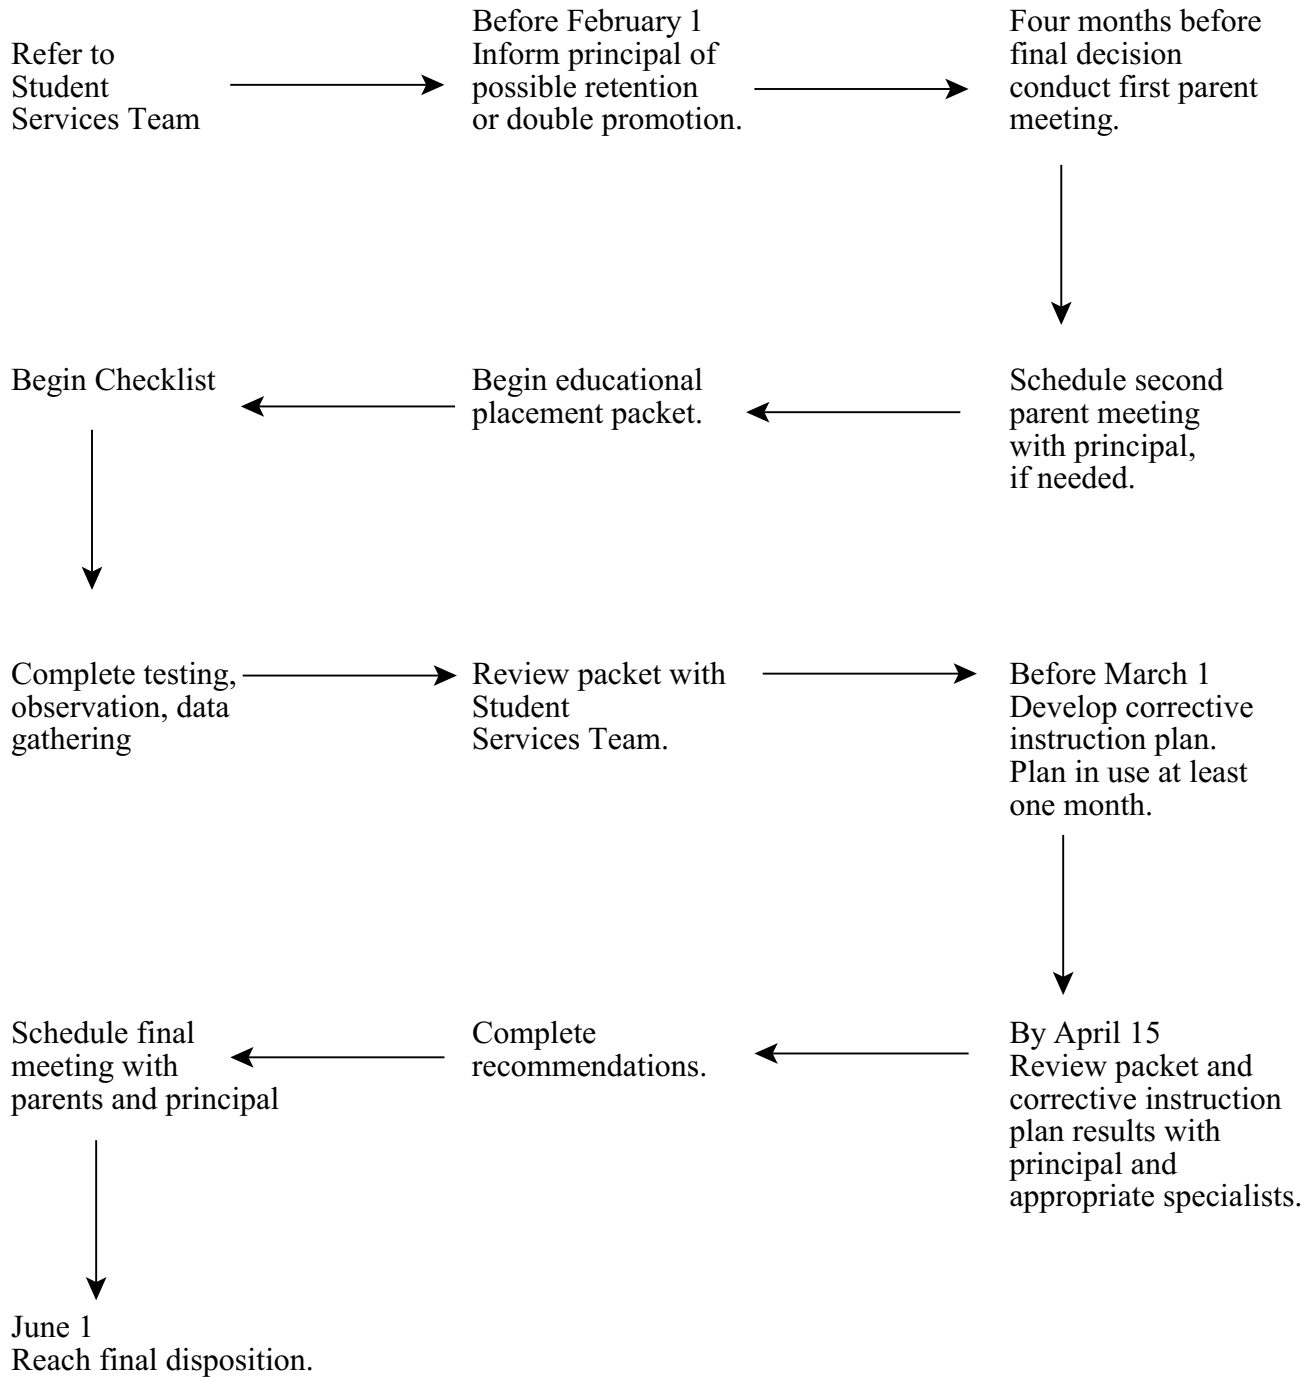 Refer to
Student
Services Team
Before February 1
Inform principal of
possible retention
or double promotion.
Four months before
final decision
conduct first parent
meeting.
Schedule second
parent meeting
with principal,
if needed.
Begin educational
placement packet.
Begin Checklist
Complete testing,
observation, data
gathering
Review packet with
Student
Services Team.
Before March 1
Develop corrective
instruction plan.
Plan in use at least
one month.
By April 15
Review packet and
corrective instruction
plan results with
principal and
appropriate specialists.
Complete
recommendations.
Schedule final
meeting with
parents and principal
June 1
Reach final disposition.